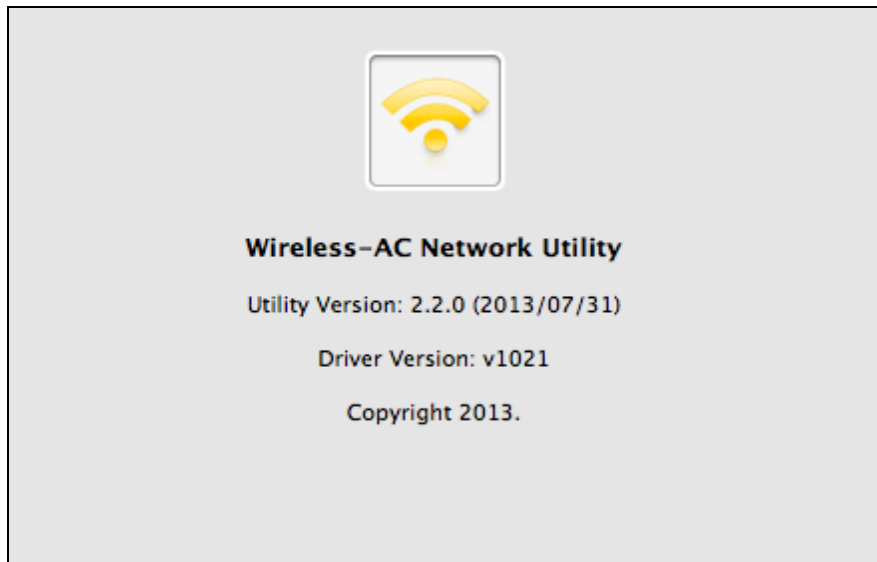 Wireless-AC Network Utility
Utility Version: 2.2.0 (2013/07/31)
Driver Version: v1021
Copyright 2013.